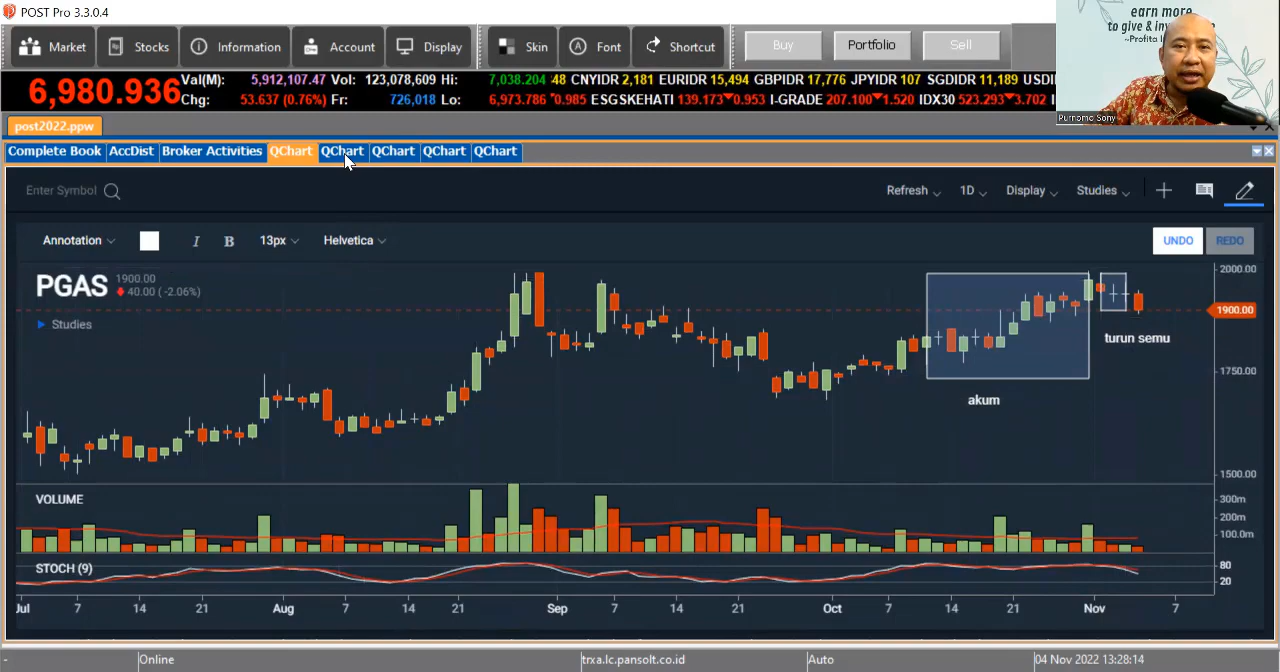 POST Pro 3.3.0.4
Market Stocks Information Account Display Skin Font Shortcut Buy Portfolio Sell
earn more
to give &
~Profita
6,980.936 Val(M): 5,912,107.47 Vol: 123,078,609 Hi: 7,038.204 48 CNYIDR 2,181 EURIDR 15,494 GBPIDR 17,776 JPYIDR 107 SGDIDR 11,189 USDI
Chg: 53.637 (0.76%) Fr: 726,018 Lo: 6,973.786 0.985 ESGSKEHATI 139.173 0.953 I-GRADE 207.100 1.520 IDX30 523.293 3.702 I
Purnomo Sony
post2022.ppw
Complete Book AccDist Broker Activities QChart QChart QChart QChart QChart
Enter Symbol Refresh 1D Display Studies
Annotation I B 13px Helvetica UNDO REDO
PGAS 1900.00
40.00 (-2.06%)
Studies
2000.00
1900.00
turun semu
1750.00
akum
1500.00
VOLUME
300m
200m
100.0m
STOCH (9)
80
20
Jul 7 14 21 Aug 7 14 21 Sep 7 14 21 Oct 7 14 21 Nov 7
- Online trxa.lc.pansolt.co.id Auto 04 Nov 2022 13:28:14